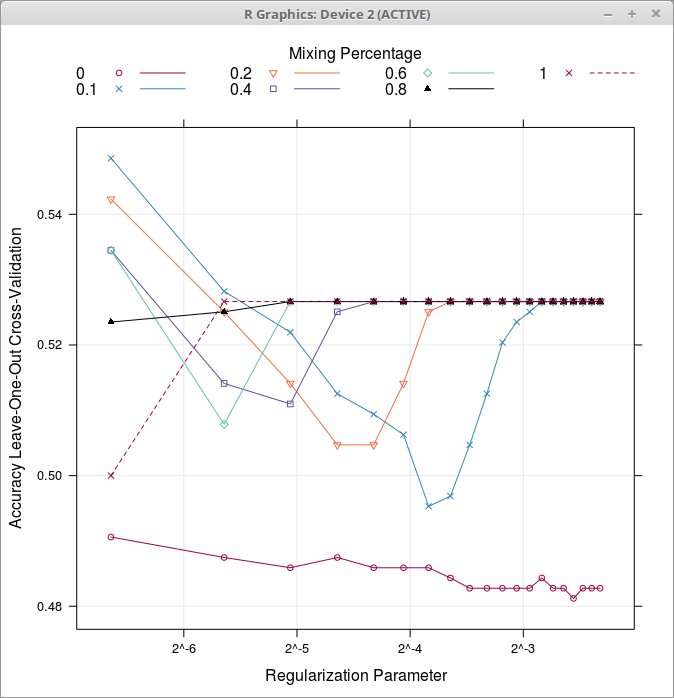 R Graphics: Device 2 (ACTIVE)
Mixing Percentage
0 0.2 0.6 1
0.1 0.4 0.8
0.54
0.52
0.50
0.48
Accuracy Leave-One-Out Cross-Validation
2^-6 2^-5 2^-4 2^-3
Regularization Parameter